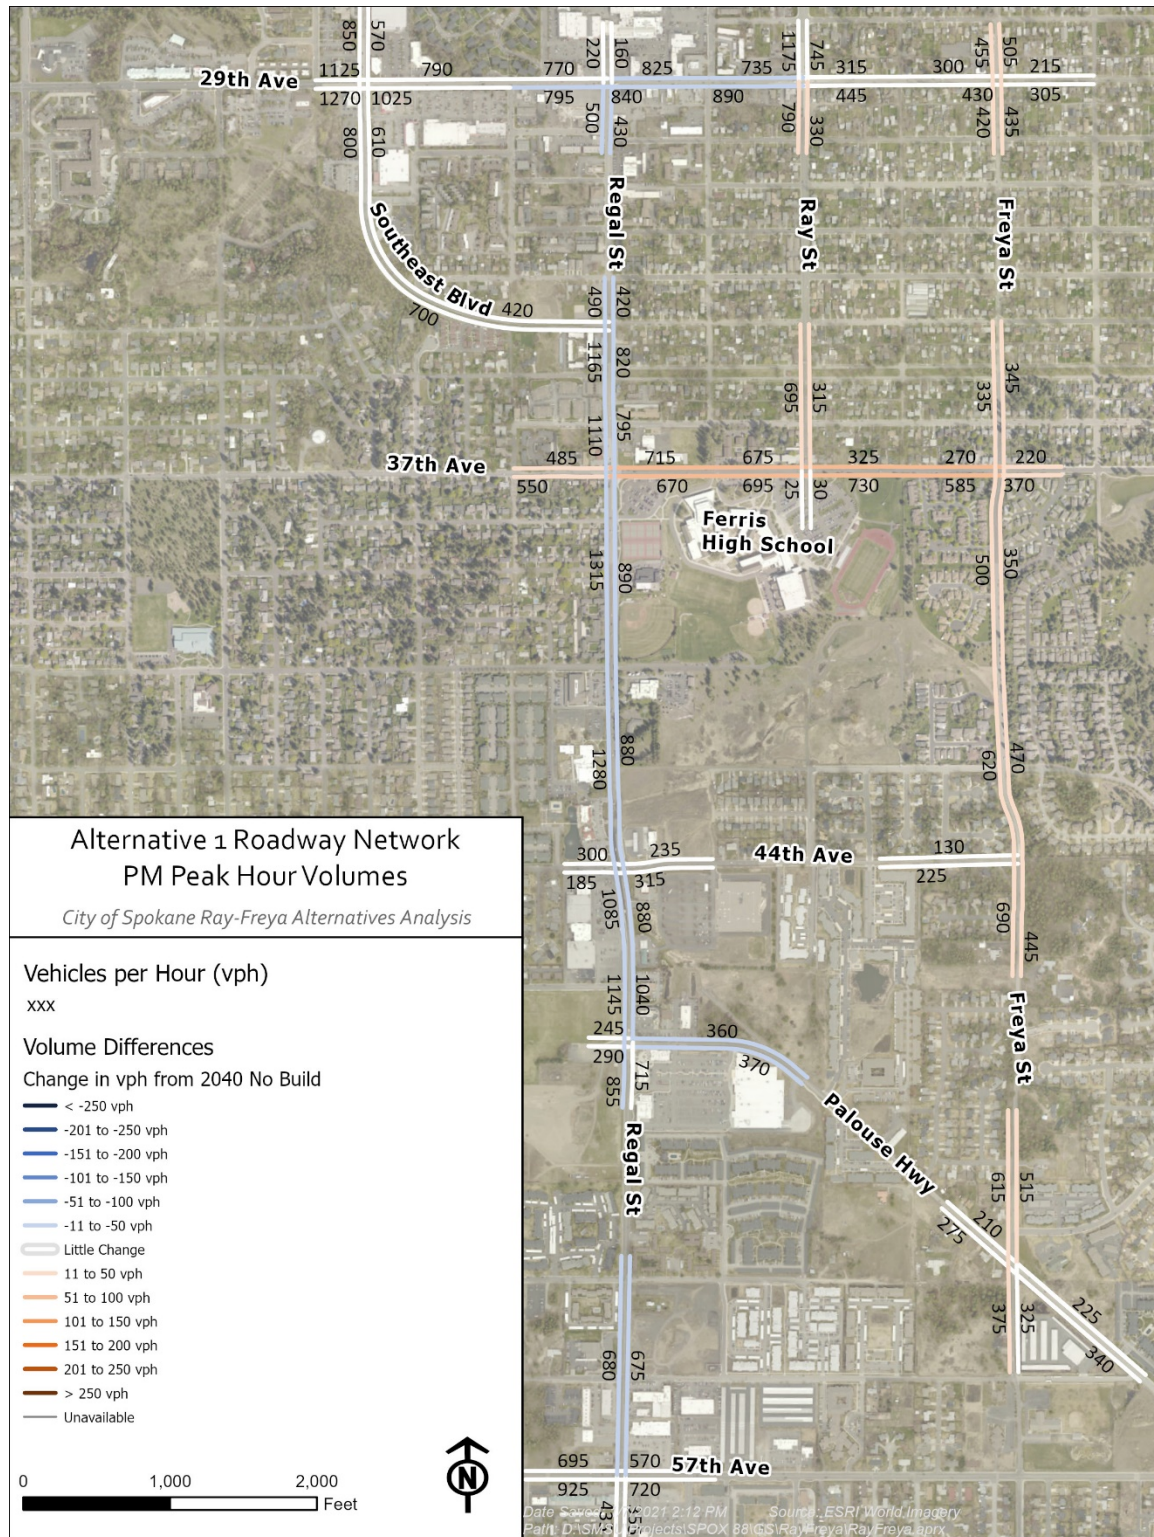 850
570
220
160
1175
745
455
505
29th Ave
1125
790
770
825
735
315
300
215
1270
1025
795
840
890
445
430
305
800
610
500
430
790
330
420
435
Regal St
Ray St
Freya St
Southeast Blvd
700
420
490
420
1165
820
695
315
335
345
1110
795
37th Ave
485
715
675
325
270
220
550
670
695
25
30
730
585
370
Ferris
High School
1315
890
500
350
1280
880
620
470
300
235
44th Ave
130
185
315
225
1085
880
690
445
1145
1040
245
360
290
370
855
715
Freya St
Palouse Hwy
Regal St
615
515
210
275
375
325
225
340
680
675
695
570
57th Ave
925
720
Alternative 1 Roadway Network
PM Peak Hour Volumes
City of Spokane Ray-Freya Alternatives Analysis
Vehicles per Hour (vph)
xxx
Volume Differences
Change in vph from 2040 No Build
< -250 vph
-201 to -250 vph
-151 to -200 vph
-101 to -150 vph
-51 to -100 vph
-11 to -50 vph
Little Change
11 to 50 vph
51 to 100 vph
101 to 150 vph
151 to 200 vph
201 to 250 vph
> 250 vph
Unavailable
N
0 1,000 2,000
Feet
Date Saved: 2021 2:12 PM Source: ESRI World Imagery